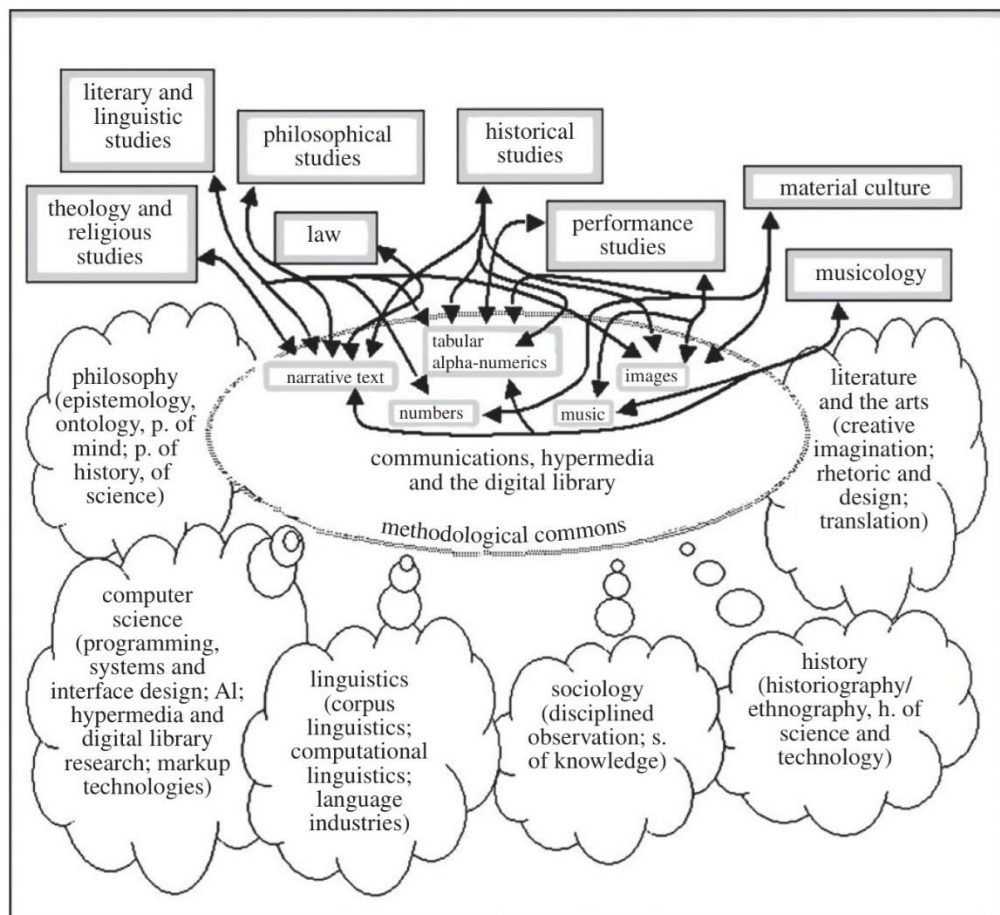 literary and
linguistic
studies
philosophical
studies
historical
studies
material culture
theology and
religious
studies
law
performance
studies
musicology
tabular
alpha-numerics
narrative text
images
numbers
music
communications, hypermedia
and the digital library
methodological commons
philosophy
(epistemology,
ontology, p. of
mind; p. of
history, of
science)
literature
and the arts
(creative
imagination;
rhetoric and
design;
translation)
computer
science
(programming,
systems and
interface design; Al;
hypermedia and
digital library
research; markup
technologies)
linguistics
(corpus
linguistics;
computational
linguistics;
language
industries)
sociology
(disciplined
observation; s.
of knowledge)
history
(historiography/
ethnography, h. of
science and
technology)